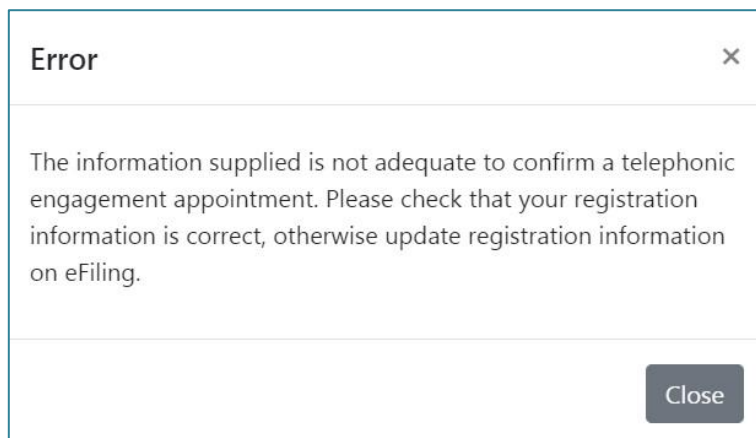 Error
×
The information supplied is not adequate to confirm a telephonic
engagement appointment. Please check that your registration
information is correct, otherwise update registration information
on eFiling.
Close